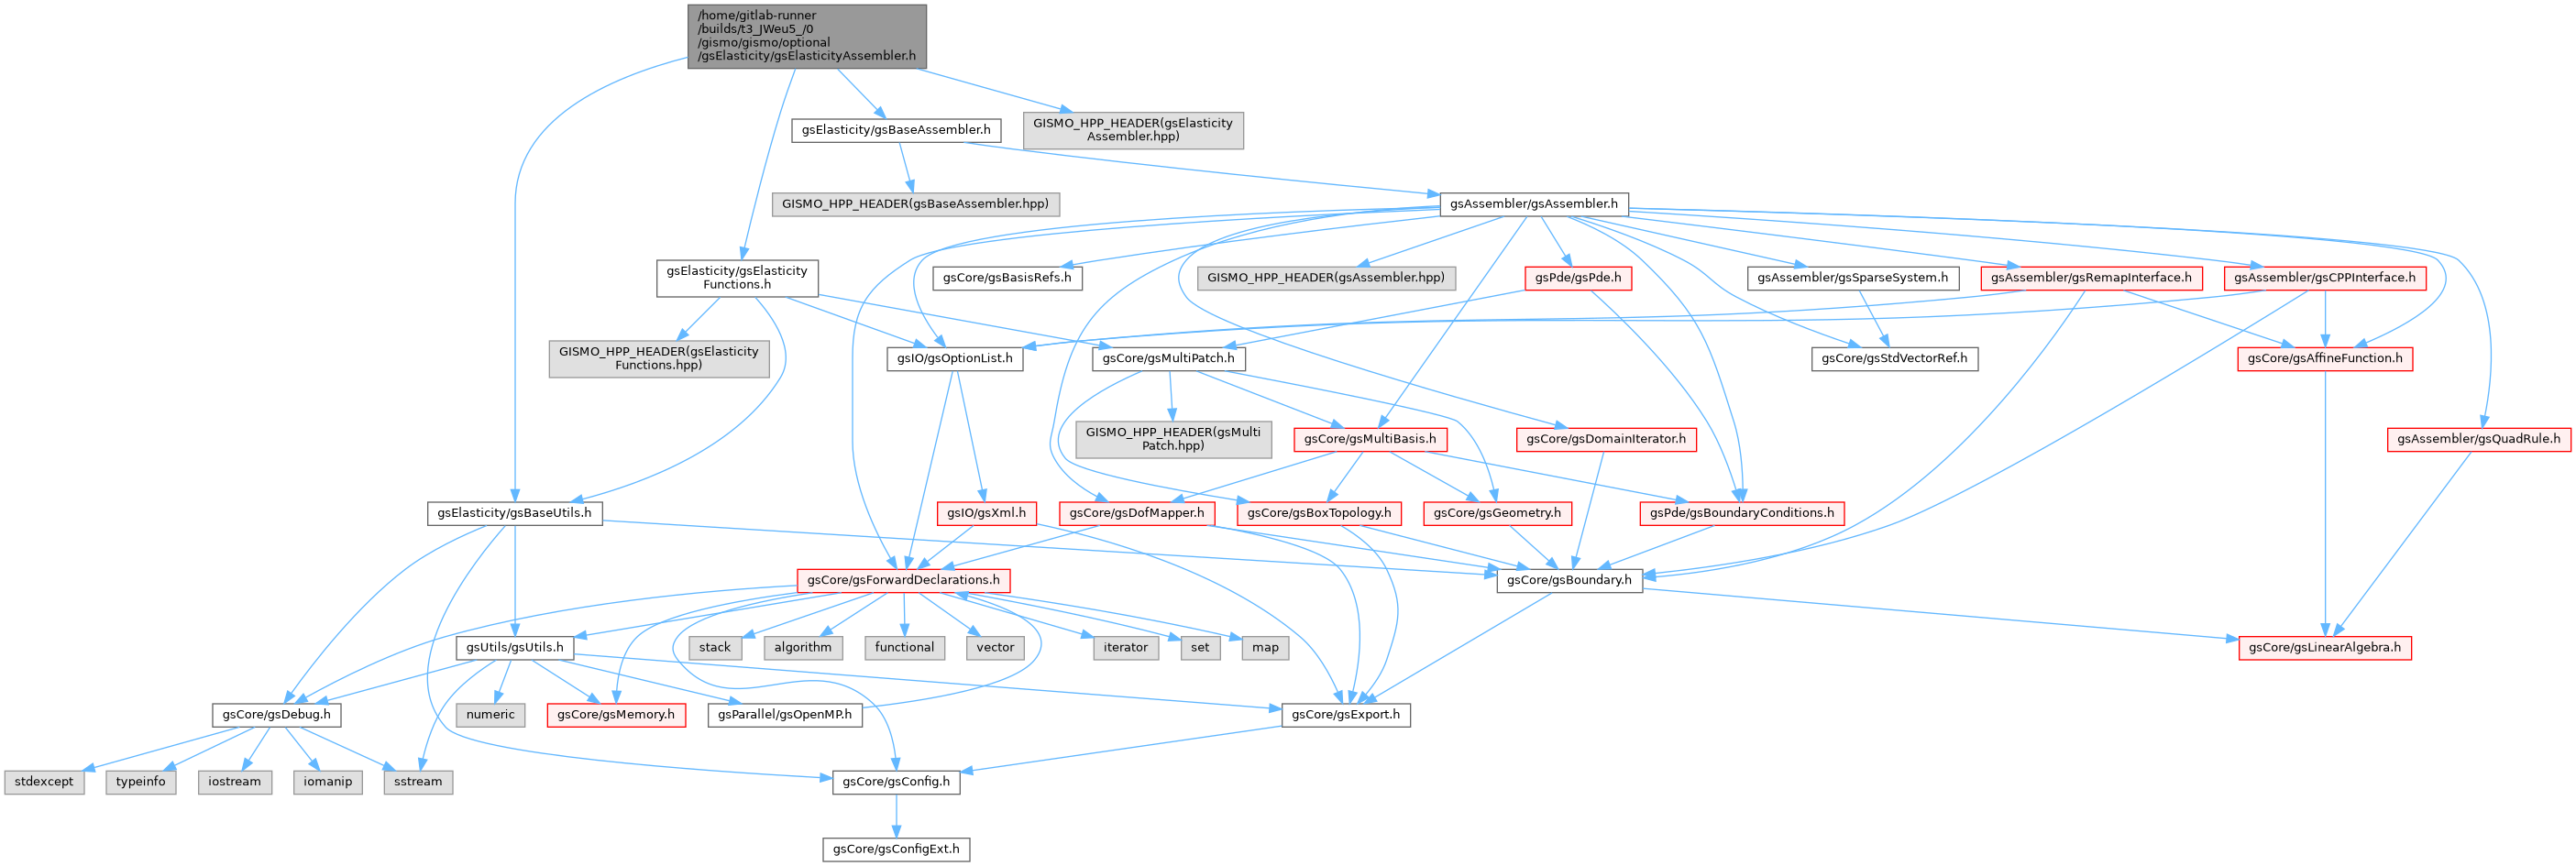 /home/gitlab-runner
/builds/t3_JWeu5_/0
/gismo/gismo/optional
/gsElasticity/gsElasticityAssembler.h
gsElasticity/gsBaseAssembler.h
GISMO_HPP_HEADER(gsElasticity
Assembler.hpp)
GISMO_HPP_HEADER(gsBaseAssembler.hpp)
gsAssembler/gsAssembler.h
gsElasticity/gsElasticity
Functions.h
gsCore/gsBasisRefs.h
GISMO_HPP_HEADER(gsAssembler.hpp)
gsPde/gsPde.h
gsAssembler/gsSparseSystem.h
gsAssembler/gsRemapInterface.h
gsAssembler/gsCPPInterface.h
GISMO_HPP_HEADER(gsElasticity
Functions.hpp)
gsIO/gsOptionList.h
gsCore/gsMultiPatch.h
gsCore/gsStdVectorRef.h
gsCore/gsAffineFunction.h
GISMO_HPP_HEADER(gsMulti
Patch.hpp)
gsCore/gsMultiBasis.h
gsCore/gsDomainIterator.h
gsAssembler/gsQuadRule.h
gsElasticity/gsBaseUtils.h
gsIO/gsXml.h
gsCore/gsDofMapper.h
gsCore/gsBoxTopology.h
gsCore/gsGeometry.h
gsPde/gsBoundaryConditions.h
gsCore/gsForwardDeclarations.h
gsCore/gsBoundary.h
gsUtils/gsUtils.h
stack
algorithm
functional
vector
iterator
set
map
gsCore/gsLinearAlgebra.h
gsCore/gsDebug.h
numeric
gsCore/gsMemory.h
gsParallel/gsOpenMP.h
gsCore/gsExport.h
stdexcept
typeinfo
iostream
iomanip
sstream
gsCore/gsConfig.h
gsCore/gsConfigExt.h